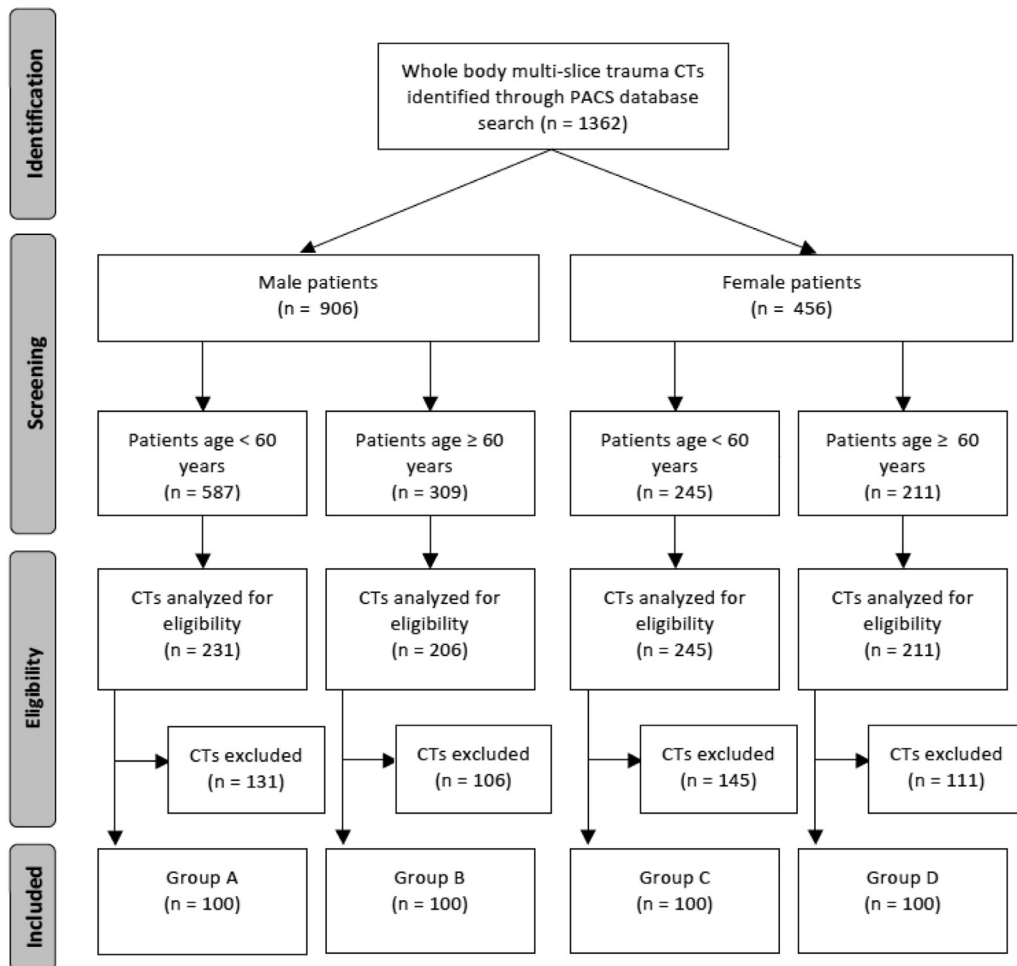 Identification
Whole body multi-slice trauma CTs
identified through PACS database
search (n = 1362)
Screening
Male patients
(n =  906)
Female patients
(n =  456)
Patients age < 60
years
(n = 587)
Patients age ≥ 60
years
(n = 309)
Patients age < 60
years
(n = 245)
Patients age ≥  60
years
(n = 211)
Eligibility
CTs analyzed for
eligibility
(n = 231)
CTs analyzed for
eligibility
(n = 206)
CTs analyzed for
eligibility
(n = 245)
CTs analyzed for
eligibility
(n = 211)
CTs excluded
(n = 131)
CTs excluded
(n = 106)
CTs excluded
(n = 145)
CTs excluded
(n = 111)
Included
Group A
(n = 100)
Group B
(n = 100)
Group C
(n = 100)
Group D
(n = 100)